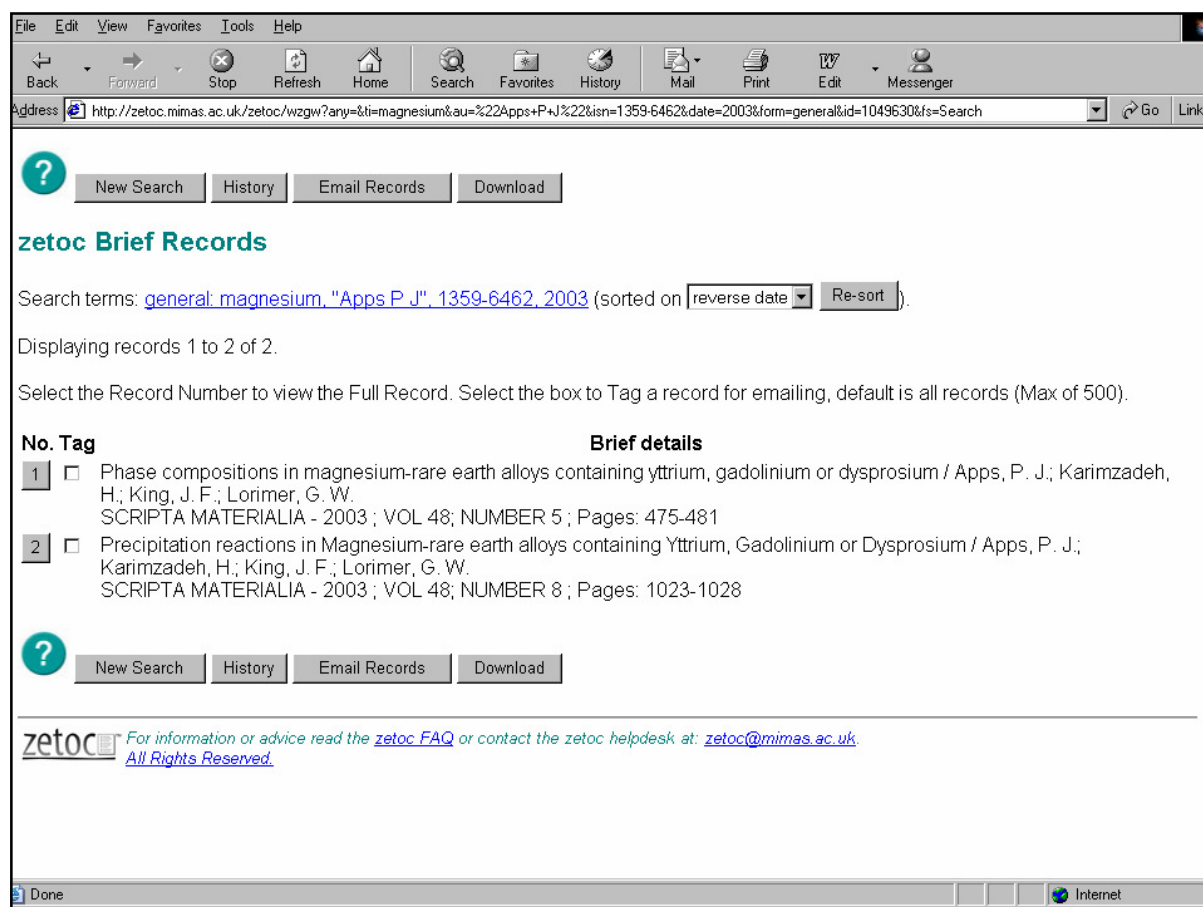 File Edit View Favorites Tools Help
Back Forward Stop Refresh Home Search Favorites History Mail Print Edit Messenger
Address http://zetoc.mimas.ac.uk/zetoc/wzgw?any=&ti=magnesium&au=%22Apps+P+J%22&isn=1359-6462&date=2003&form=general&id=1049630&fs=Search Go Link
? New Search History Email Records Download
zetoc Brief Records
Search terms: general: magnesium, "Apps P J", 1359-6462, 2003 (sorted on reverse date Re-sort ).
Displaying records 1 to 2 of 2.
Select the Record Number to view the Full Record. Select the box to Tag a record for emailing, default is all records (Max of 500).
No. Tag Brief details
1 Phase compositions in magnesium-rare earth alloys containing yttrium, gadolinium or dysprosium / Apps, P. J.; Karimzadeh,
H.; King, J. F.; Lorimer, G. W.
SCRIPTA MATERIALIA - 2003 ; VOL 48; NUMBER 5 ; Pages: 475-481
2 Precipitation reactions in Magnesium-rare earth alloys containing Yttrium, Gadolinium or Dysprosium / Apps, P. J.;
Karimzadeh, H.; King, J. F.; Lorimer, G. W.
SCRIPTA MATERIALIA - 2003 ; VOL 48; NUMBER 8 ; Pages: 1023-1028
? New Search History Email Records Download
zetoc For information or advice read the zetoc FAQ or contact the zetoc helpdesk at: zetoc@mimas.ac.uk.
All Rights Reserved.
Done Internet